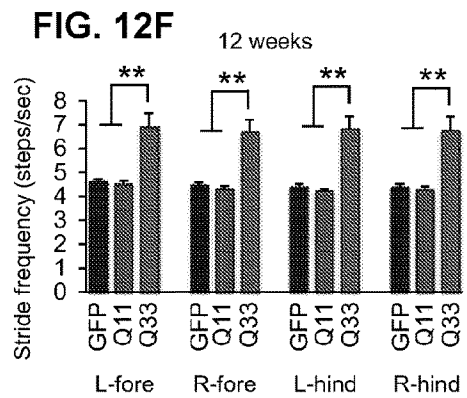 FIG. 12F
12 weeks
** ** ** **
Stride frequency (steps/sec)
8
7
6
5
4
3
2
1
0
GFP Q11 Q33 GFP Q11 Q33 GFP Q11 Q33 GFP Q11 Q33
L-fore R-fore L-hind R-hind